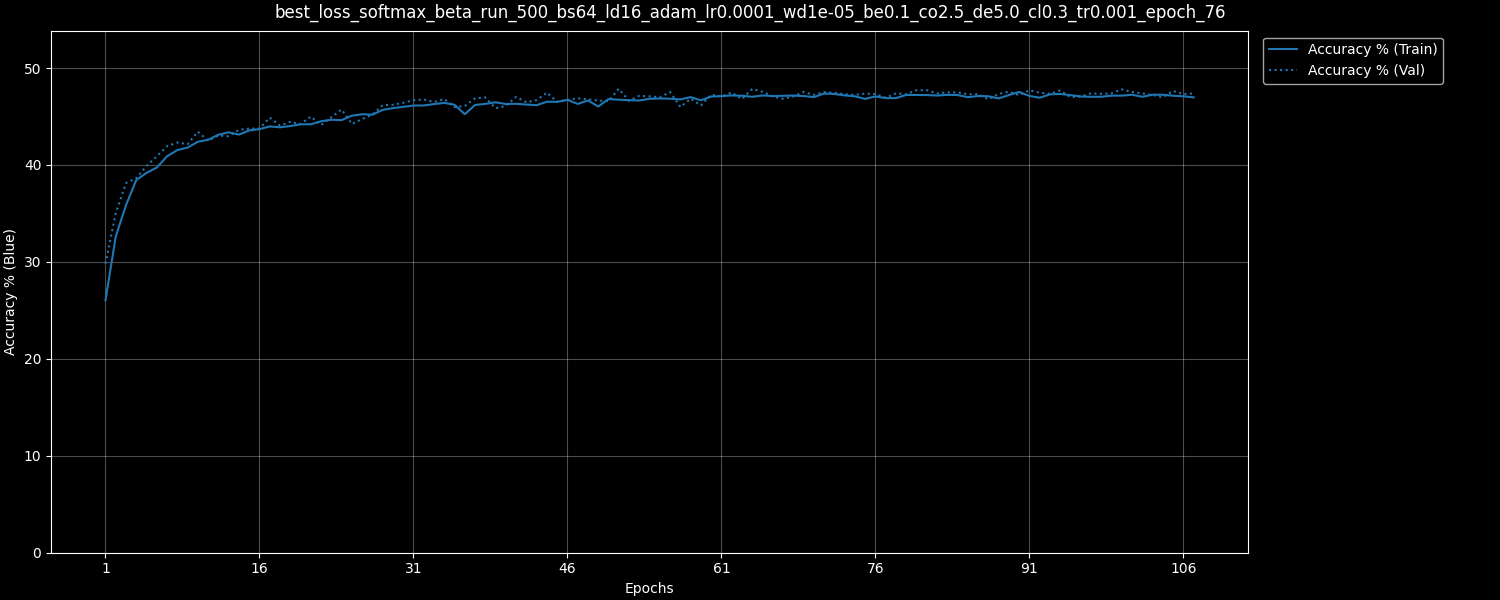 best_loss_softmax_beta_run_500_bs64_ld16_adam_lr0.0001_wd1e-05_be0.1_co2.5_de5.0_cl0.3_tr0.001_epoch_76
Accuracy % (Train)
Accuracy % (Val)
Accuracy % (Blue)
50
40
30
20
10
0
1 16 31 46 61 76 91 106
Epochs